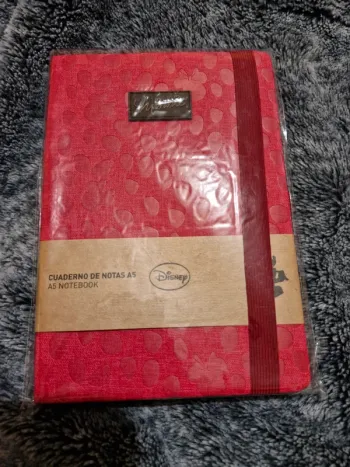 CUADERNO DE NOTAS A5
A5 NOTEBOOK
Disney